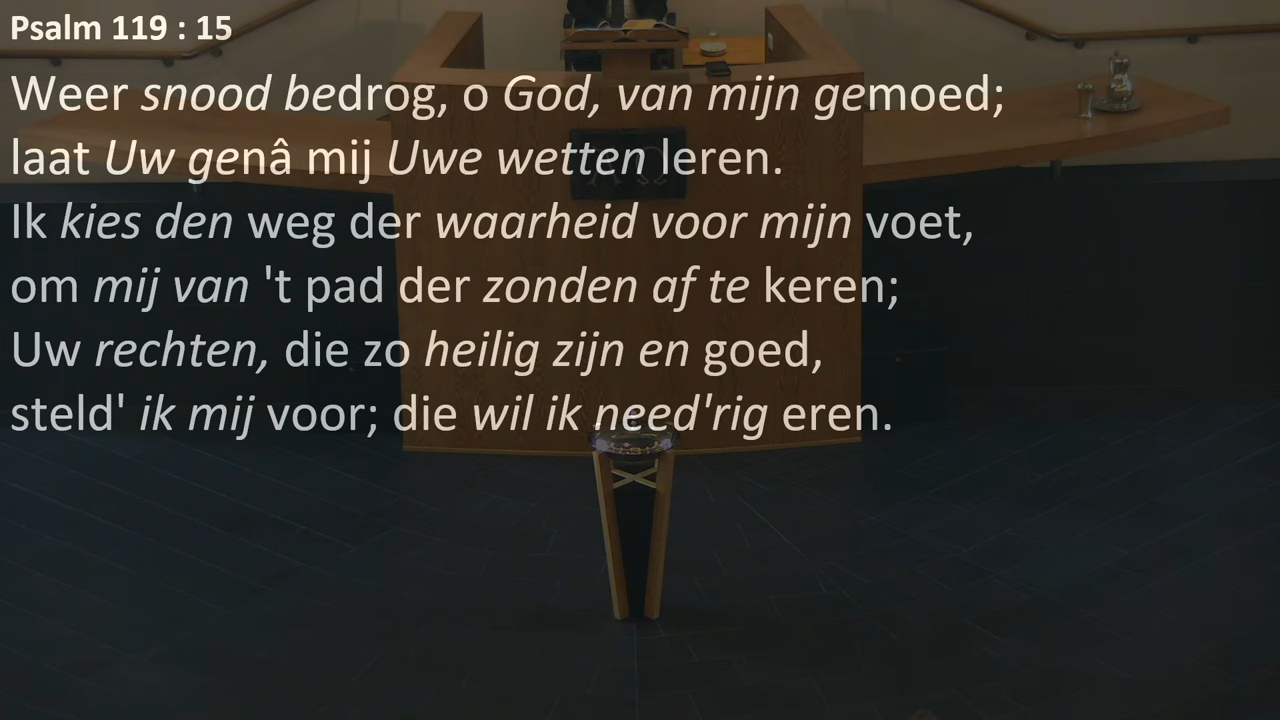 Psalm 119 : 15
Weer snood bedrog, o God, van mijn gemoed;
laat Uw genâ mij Uwe wetten leren.
Ik kies den weg der waarheid voor mijn voet,
om mij van 't pad der zonden af te keren;
Uw rechten, die zo heilig zijn en goed,
steld' ik mij voor; die wil ik need'rig eren.